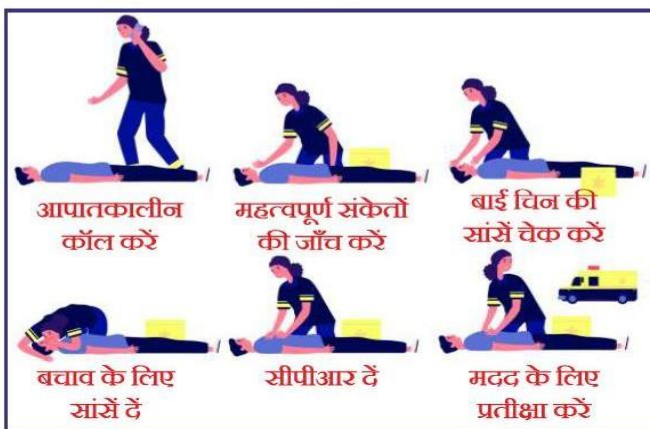 आपातकालीन
कॉल करें
महत्वपूर्ण संकेतों
की जाँच करें
बाई चिन की
सांसें चेक करें
बचाव के लिए
सांसें दें
सीपीआर दें
मदद के लिए
प्रतीक्षा करें